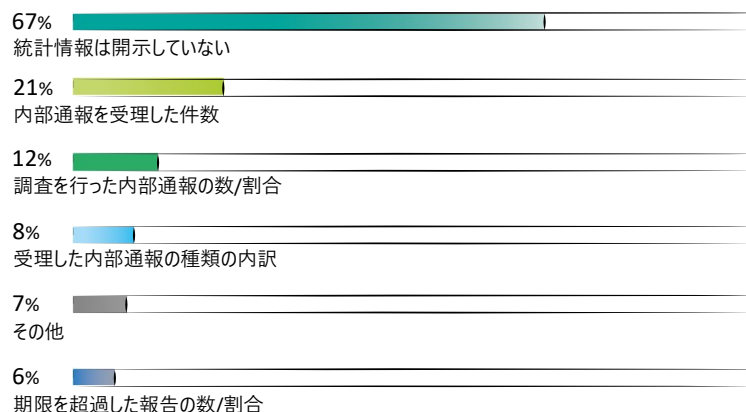 67%
統計情報は開示していない
21%
内部通報を受理した件数
12%
調査を行った内部通報の数/割合
8%
受理した内部通報の種類の内訳
7%
その他
6%
期限を超過した報告の数/割合